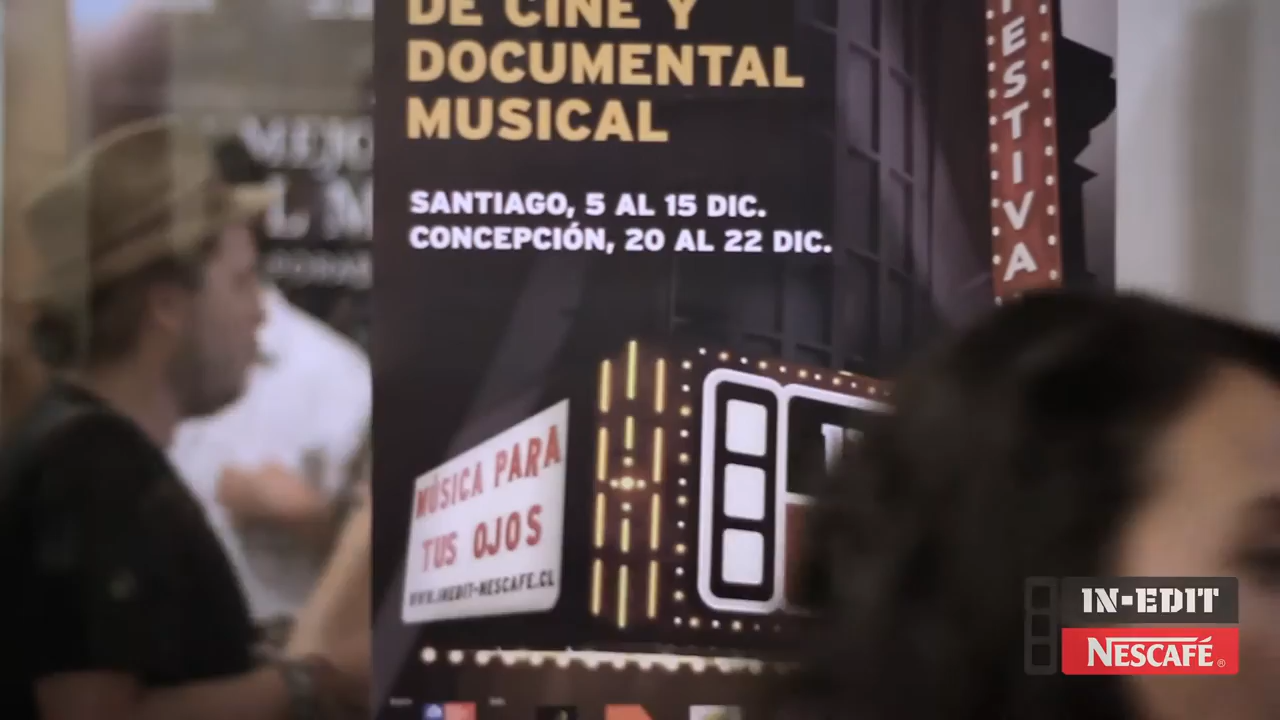 DE CINE Y
DOCUMENTAL
MUSICAL
SANTIAGO, 5 AL 15 DIC.
CONCEPCIÓN, 20 AL 22 DIC.
ESTIVA
MÚSICA PARA
TUS OJOS
WWW.INEDIT-NESCAFE.CL
IN-EDIT
NESCAFÉ®